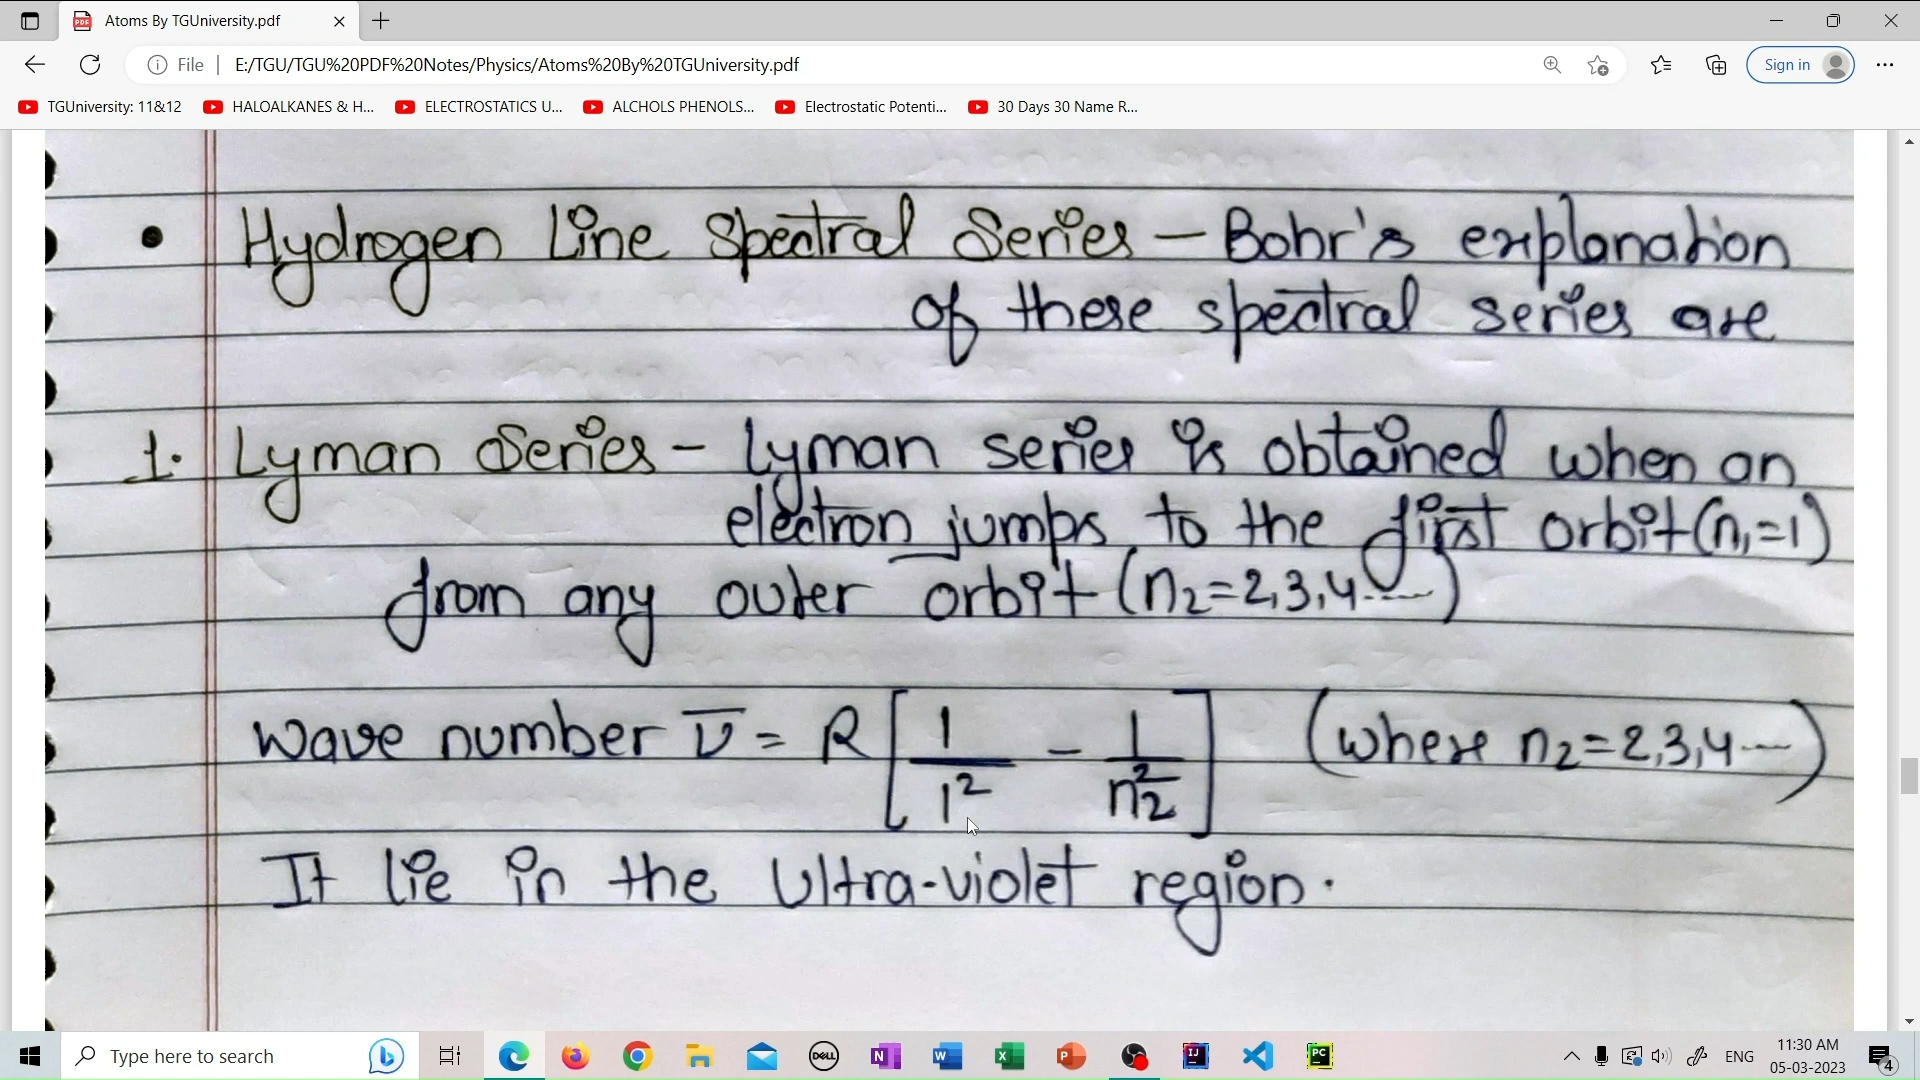 Atoms By TGUniversity.pdf
File | E:/TGU/TGU%20PDF%20Notes/Physics/Atoms%20By%20TGUniversity.pdf
Sign in
TGUniversity: 11&12 HALOALKANES & H... ELECTROSTATICS U... ALCHOLS PHENOLS... Electrostatic Potenti... 30 Days 30 Name R...
• Hydrogen Line Spectral Series – Bohr's explanation
of these spectral series are
1. Lyman Series – Lyman series is obtained when an
electron jumps to the first orbit (n₁=1)
from any outer orbit (n₂=2,3,4.....)
Wave number ν̅ = R [1/1² − 1/n₂²] (where n₂=2,3,4....)
It lie in the Ultra-violet region.
Type here to search
DELL
N
W
X
P
IJ
PC
ENG
11:30 AM
05-03-2023
4